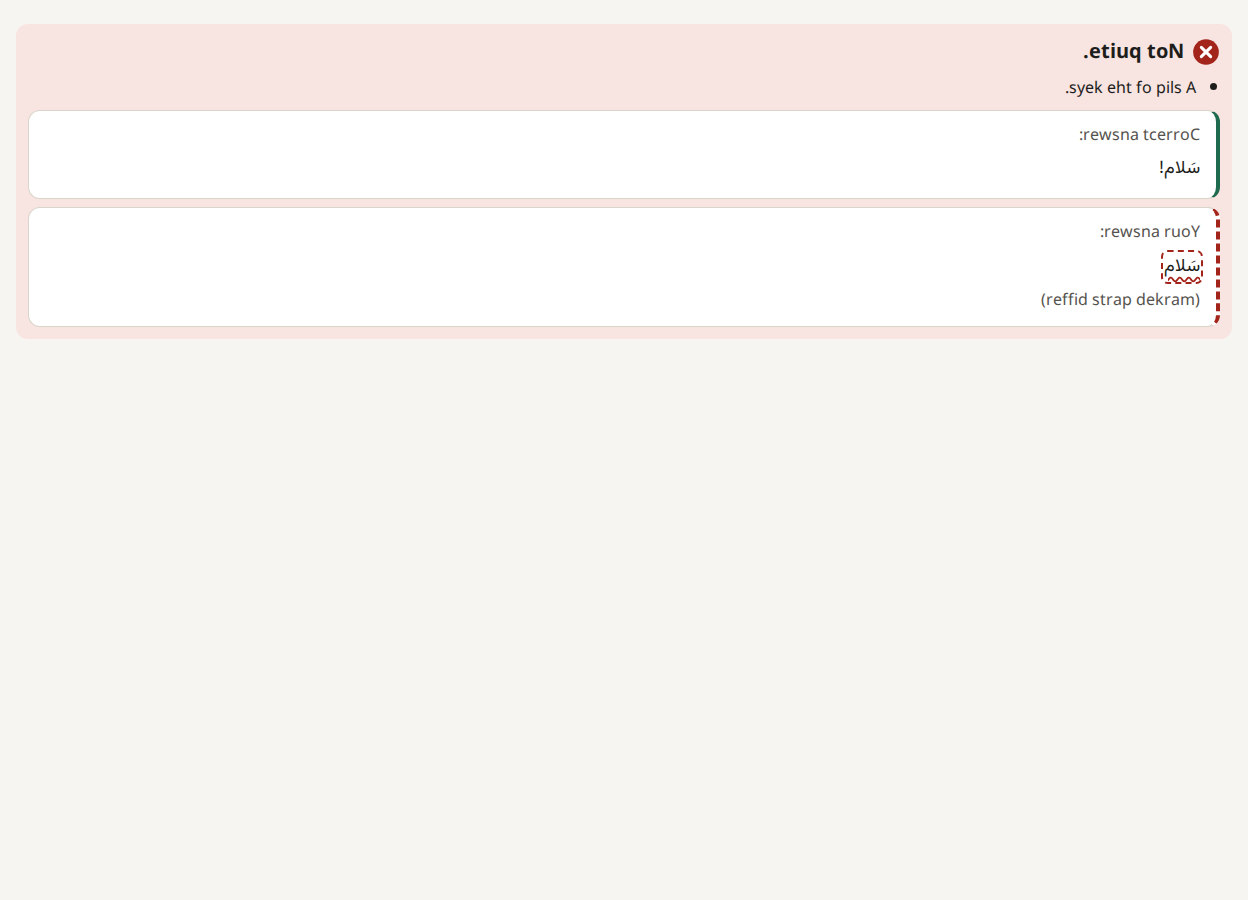 .etiuq toN
.syek eht fo pils A
:rewsna tcerroC
سَلام!
:rewsna ruoY
سَلام
(reffid strap dekram)